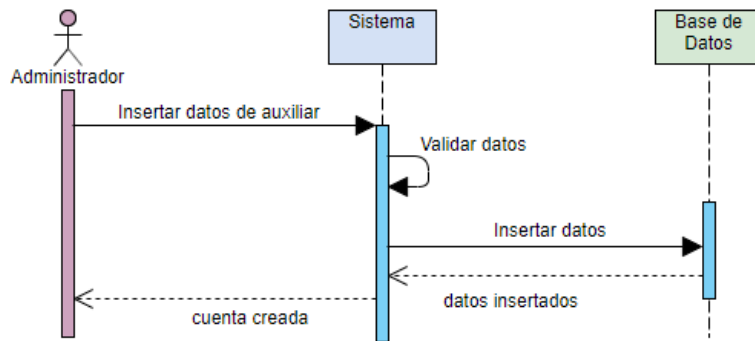 Sistema
Base de
Datos
Administrador
Insertar datos de auxiliar
Validar datos
Insertar datos
datos insertados
cuenta creada